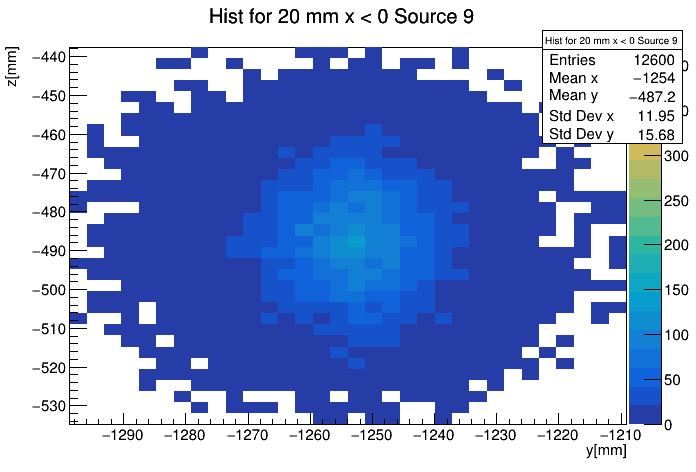 Hist for 20 mm x < 0 Source 9
z[mm]
Hist for 20 mm x < 0 Source 9
Entries 12600
Mean x −1254
Mean y −487.2
Std Dev x 11.95
Std Dev y 15.68
−440
−450
−460
−470
−480
−490
−500
−510
−520
−530
300
250
200
150
100
50
0
−1290 −1280 −1270 −1260 −1250 −1240 −1230 −1220 −1210
y[mm]